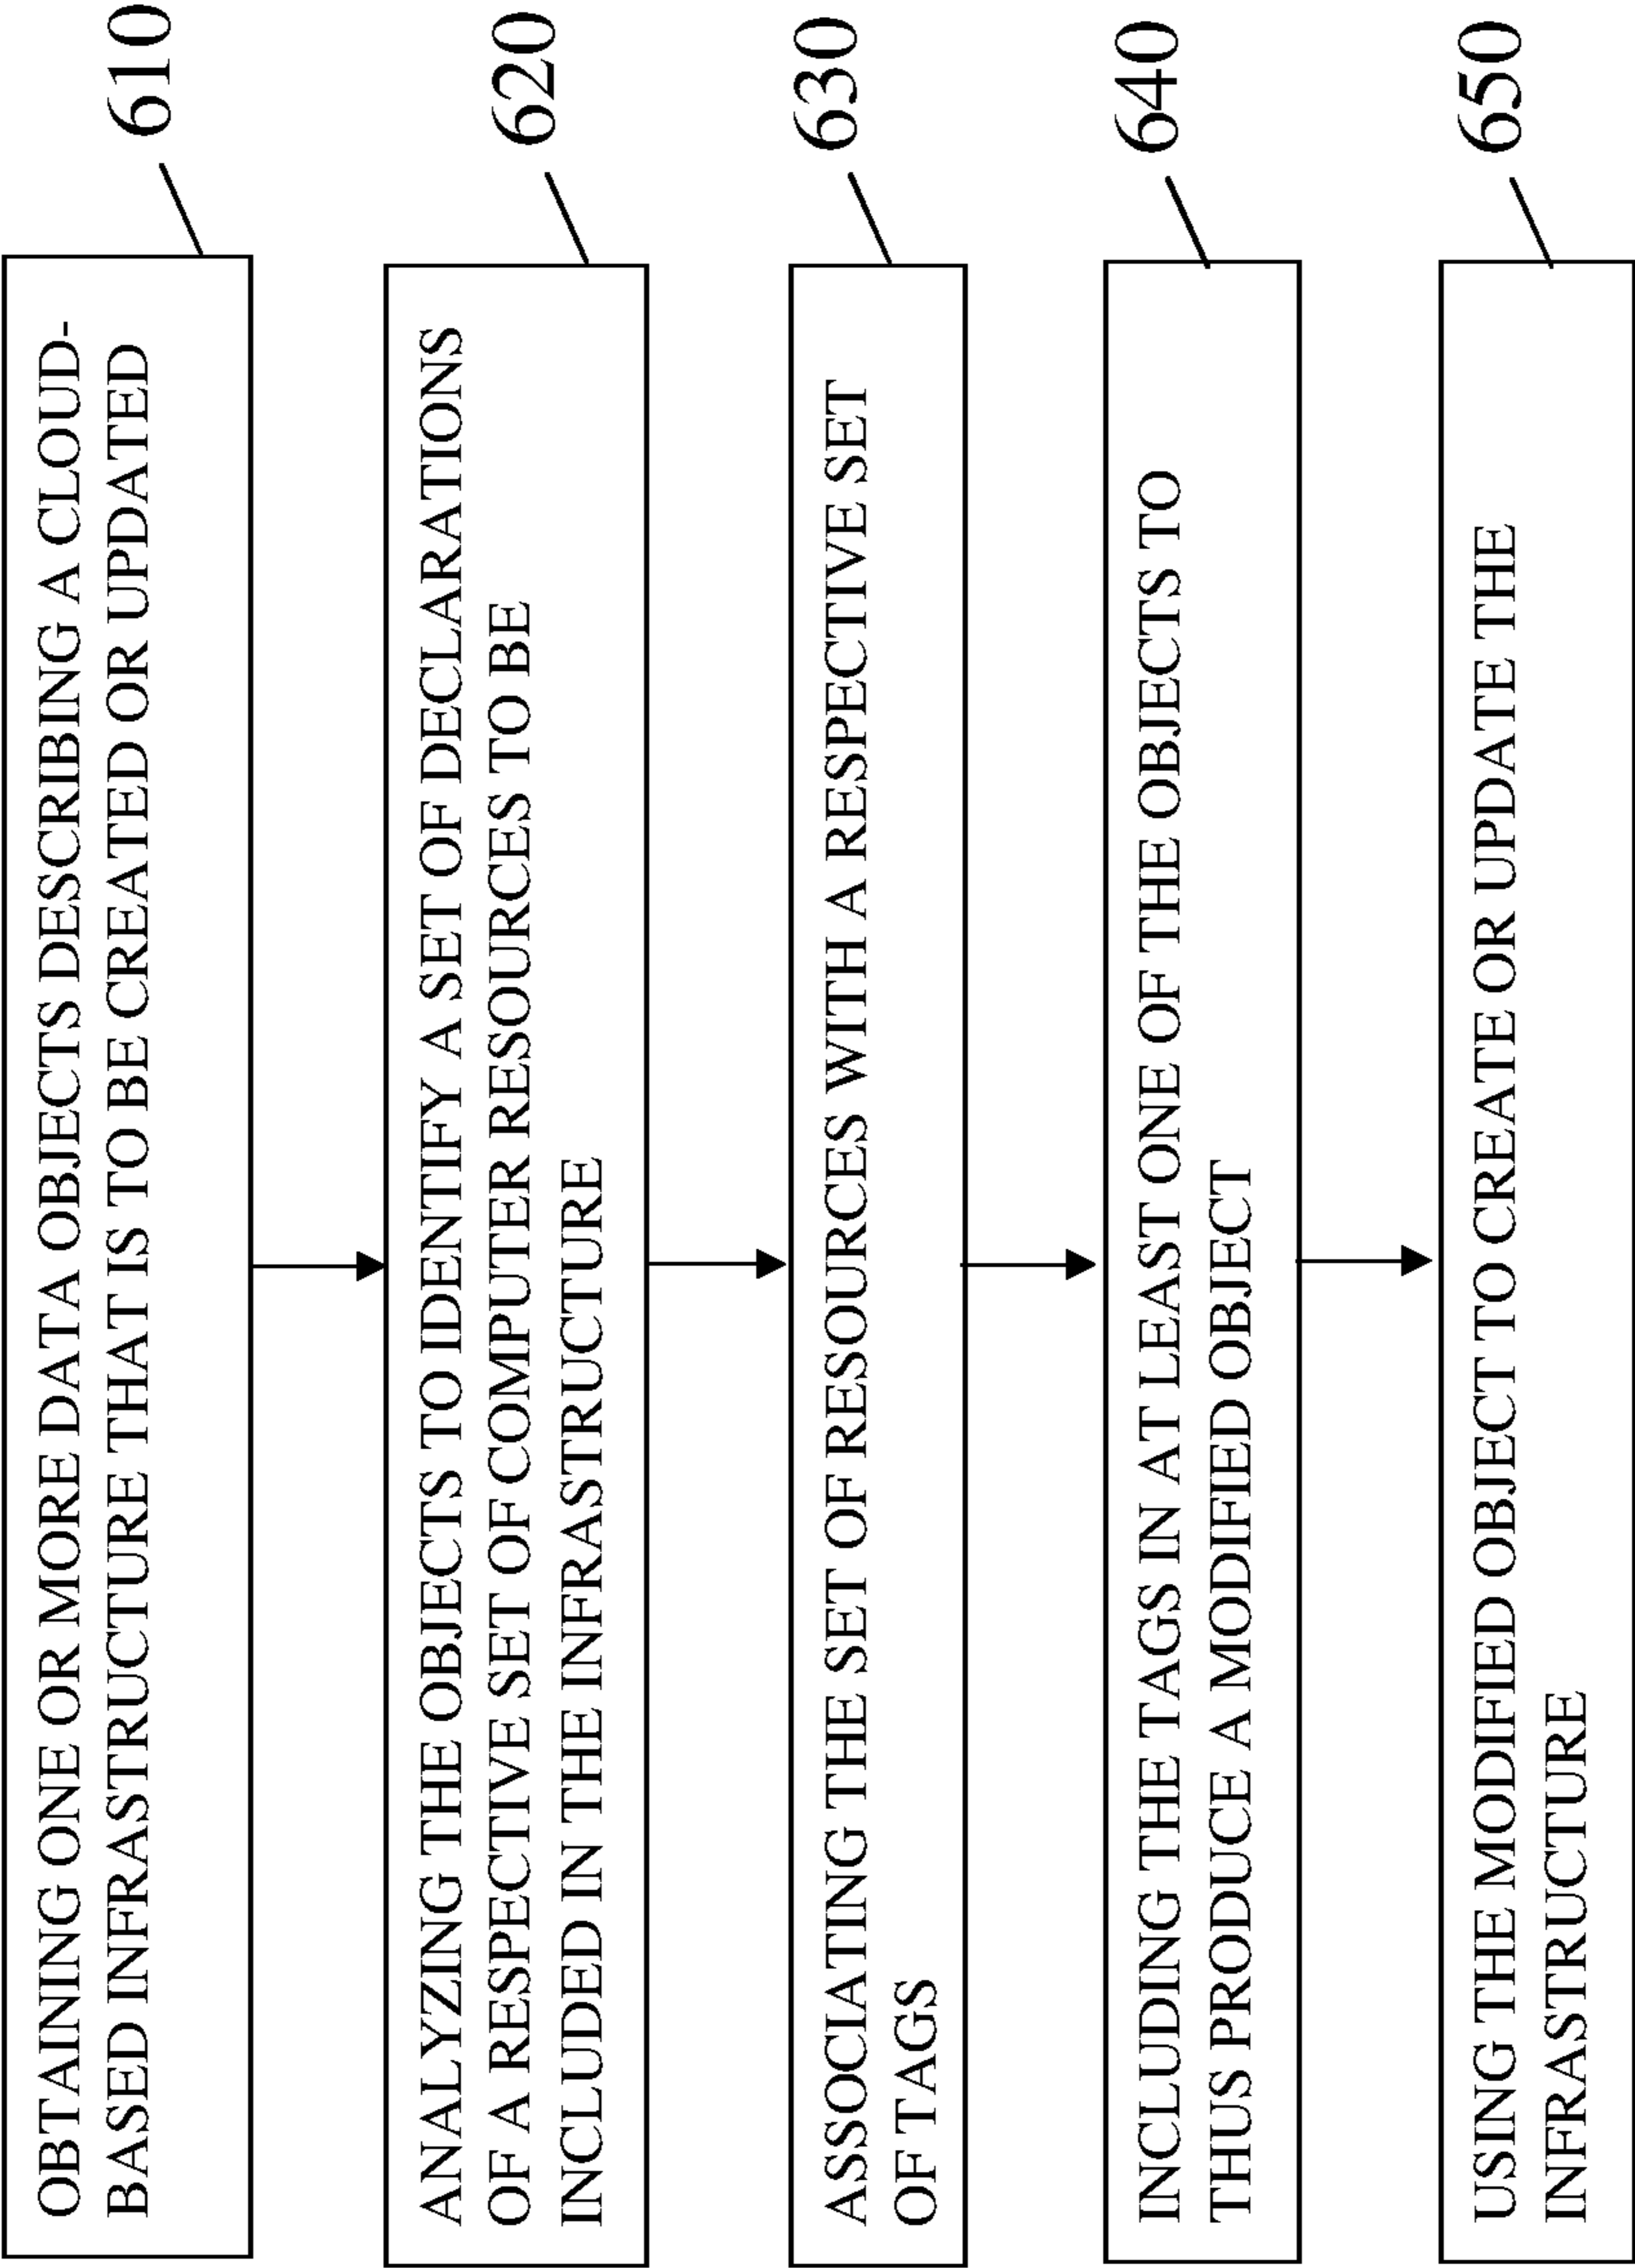 OBTAINING ONE OR MORE DATA OBJECTS DESCRIBING A CLOUD-
BASED INFRASTRUCTURE THAT IS TO BE CREATED OR UPDATED
610
ANALYZING THE OBJECTS TO IDENTIFY A SET OF DECLARATIONS
OF A RESPECTIVE SET OF COMPUTER RESOURCES TO BE
INCLUDED IN THE INFRASTRUCTURE
620
ASSOCIATING THE SET OF RESOURCES WITH A RESPECTIVE SET
OF TAGS
630
INCLUDING THE TAGS IN AT LEAST ONE OF THE OBJECTS TO
THUS PRODUCE A MODIFIED OBJECT
640
USING THE MODIFIED OBJECT TO CREATE OR UPDATE THE
INFRASTRUCTURE
650